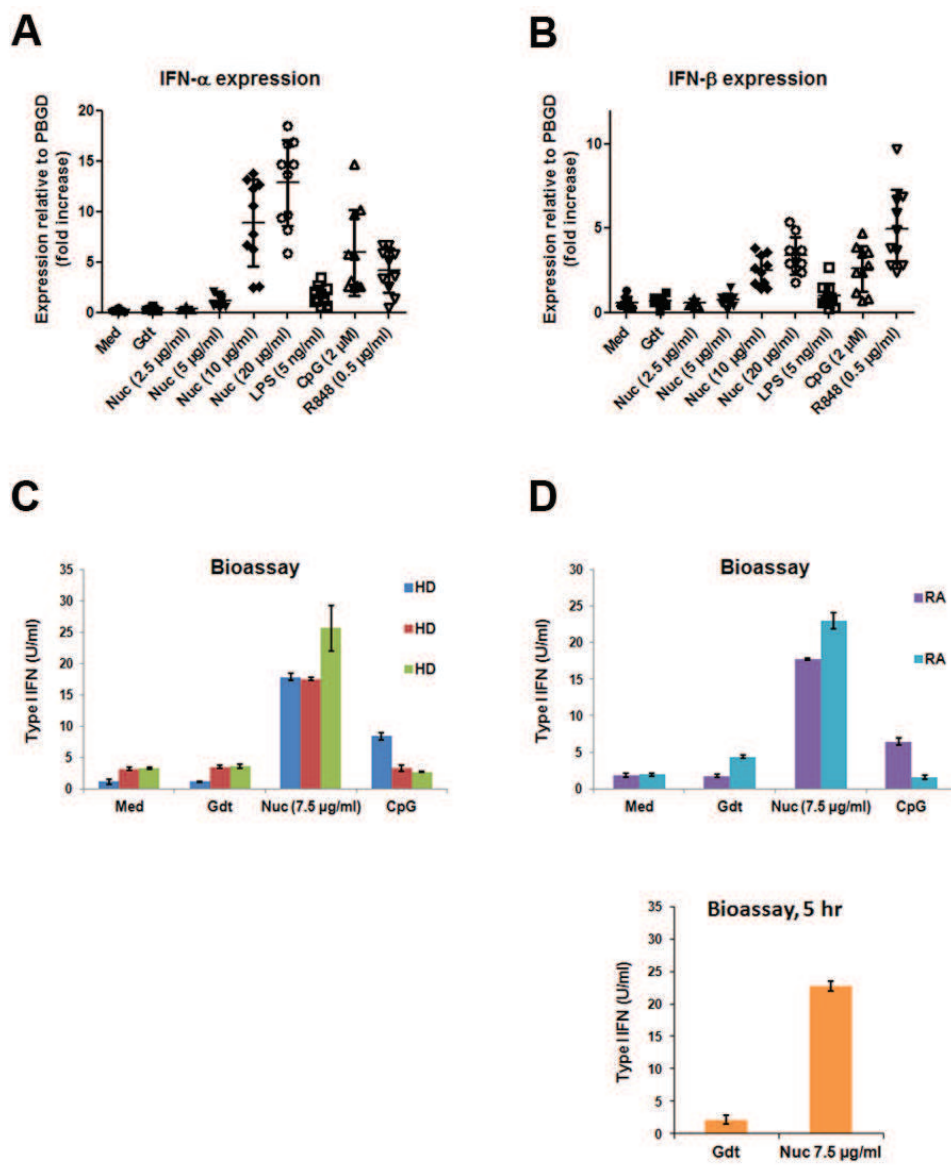 A
B
IFN-α expression
Expression relative to PBGD
(fold increase)
20
15
10
5
0
Med
Gdt
Nuc (2.5 µg/ml)
Nuc (5 µg/ml)
Nuc (10 µg/ml)
Nuc (20 µg/ml)
LPS (5 ng/ml)
CpG (2 µM)
R848 (0.5 µg/ml)
IFN-β expression
Expression relative to PBGD
(fold increase)
10
5
0
Med
Gdt
Nuc (2.5 µg/ml)
Nuc (5 µg/ml)
Nuc (10 µg/ml)
Nuc (20 µg/ml)
LPS (5 ng/ml)
CpG (2 µM)
R848 (0.5 µg/ml)
C
D
Bioassay
Type I IFN (U/ml)
35
30
25
20
15
10
5
0
HD
HD
HD
Med Gdt Nuc (7.5 µg/ml) CpG
Bioassay
Type I IFN (U/ml)
30
25
20
15
10
5
0
RA
RA
Med Gdt Nuc (7.5 µg/ml) CpG
Bioassay, 5 hr
Type I IFN (U/ml)
35
30
25
20
15
10
5
0
Gdt Nuc 7.5 µg/ml